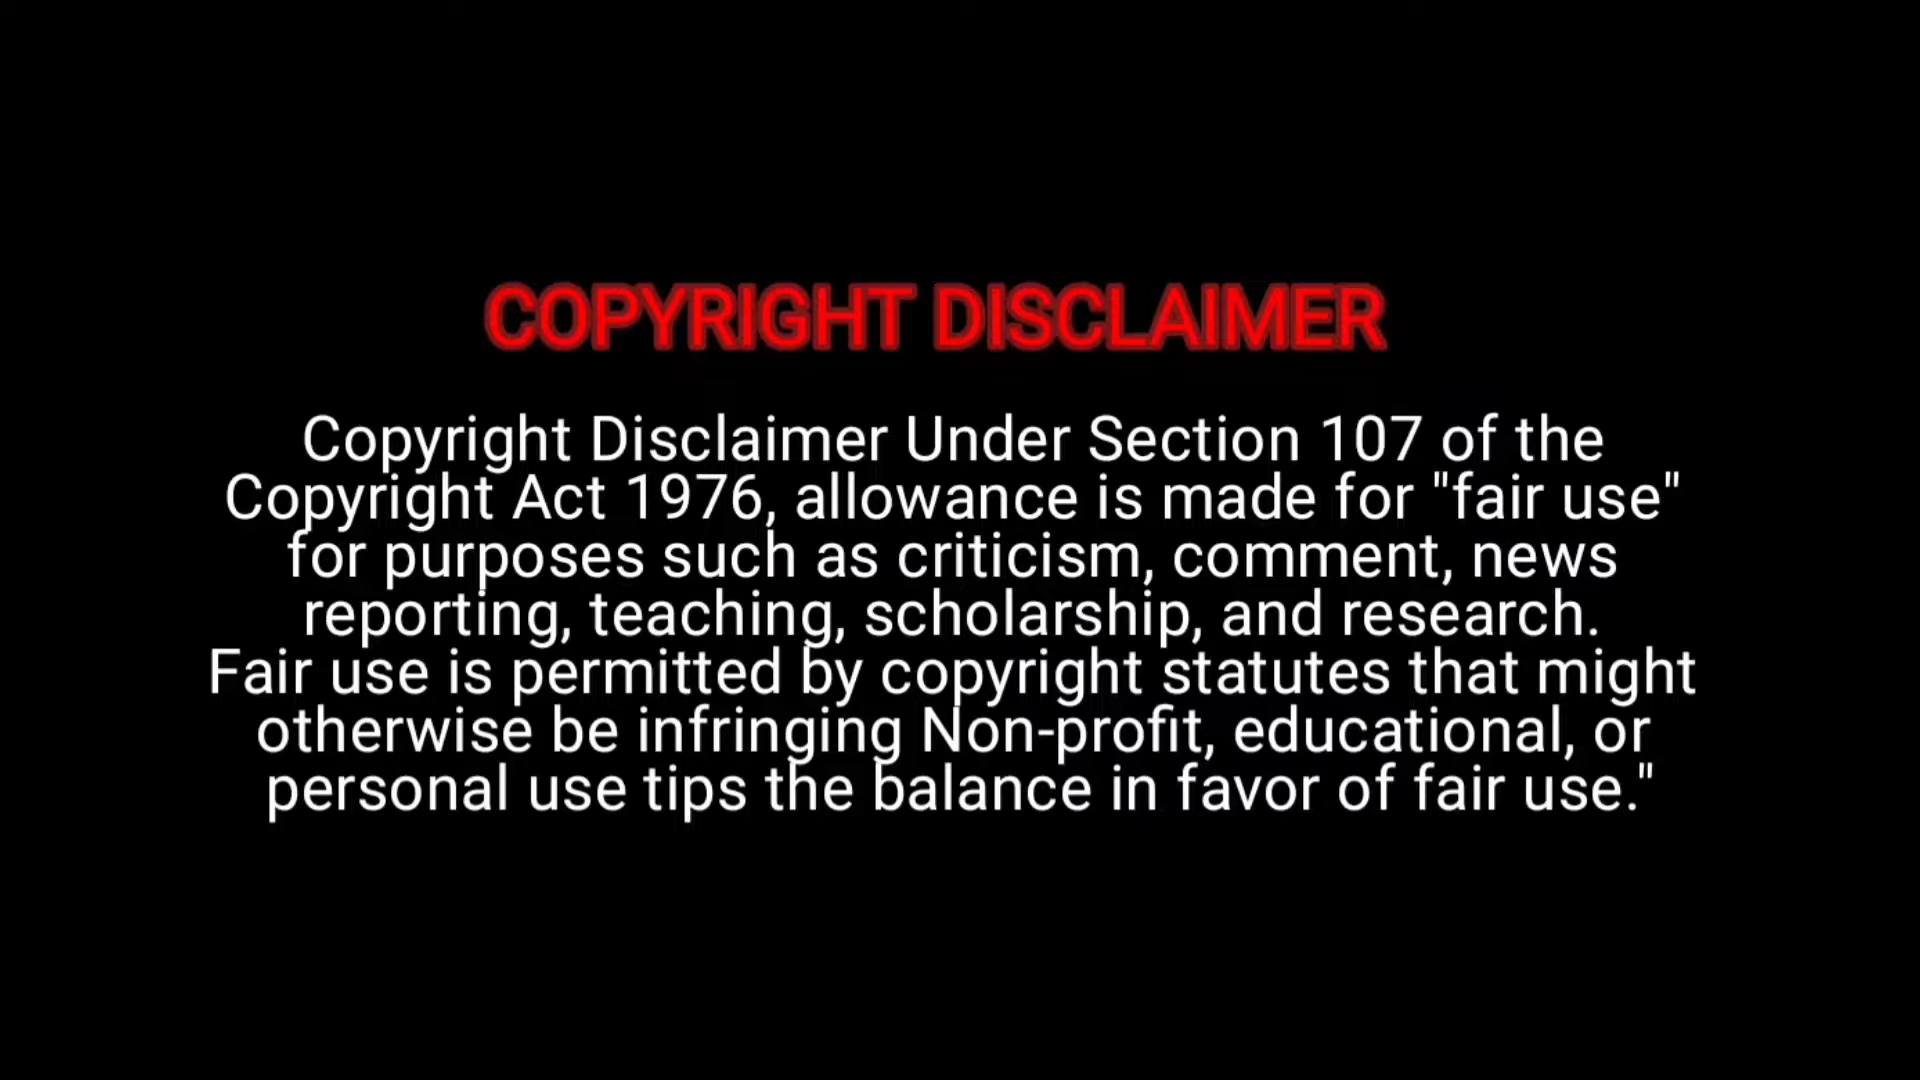 COPYRIGHT DISCLAIMER
Copyright Disclaimer Under Section 107 of the
Copyright Act 1976, allowance is made for "fair use"
for purposes such as criticism, comment, news
reporting, teaching, scholarship, and research.
Fair use is permitted by copyright statutes that might
otherwise be infringing Non-profit, educational, or
personal use tips the balance in favor of fair use."